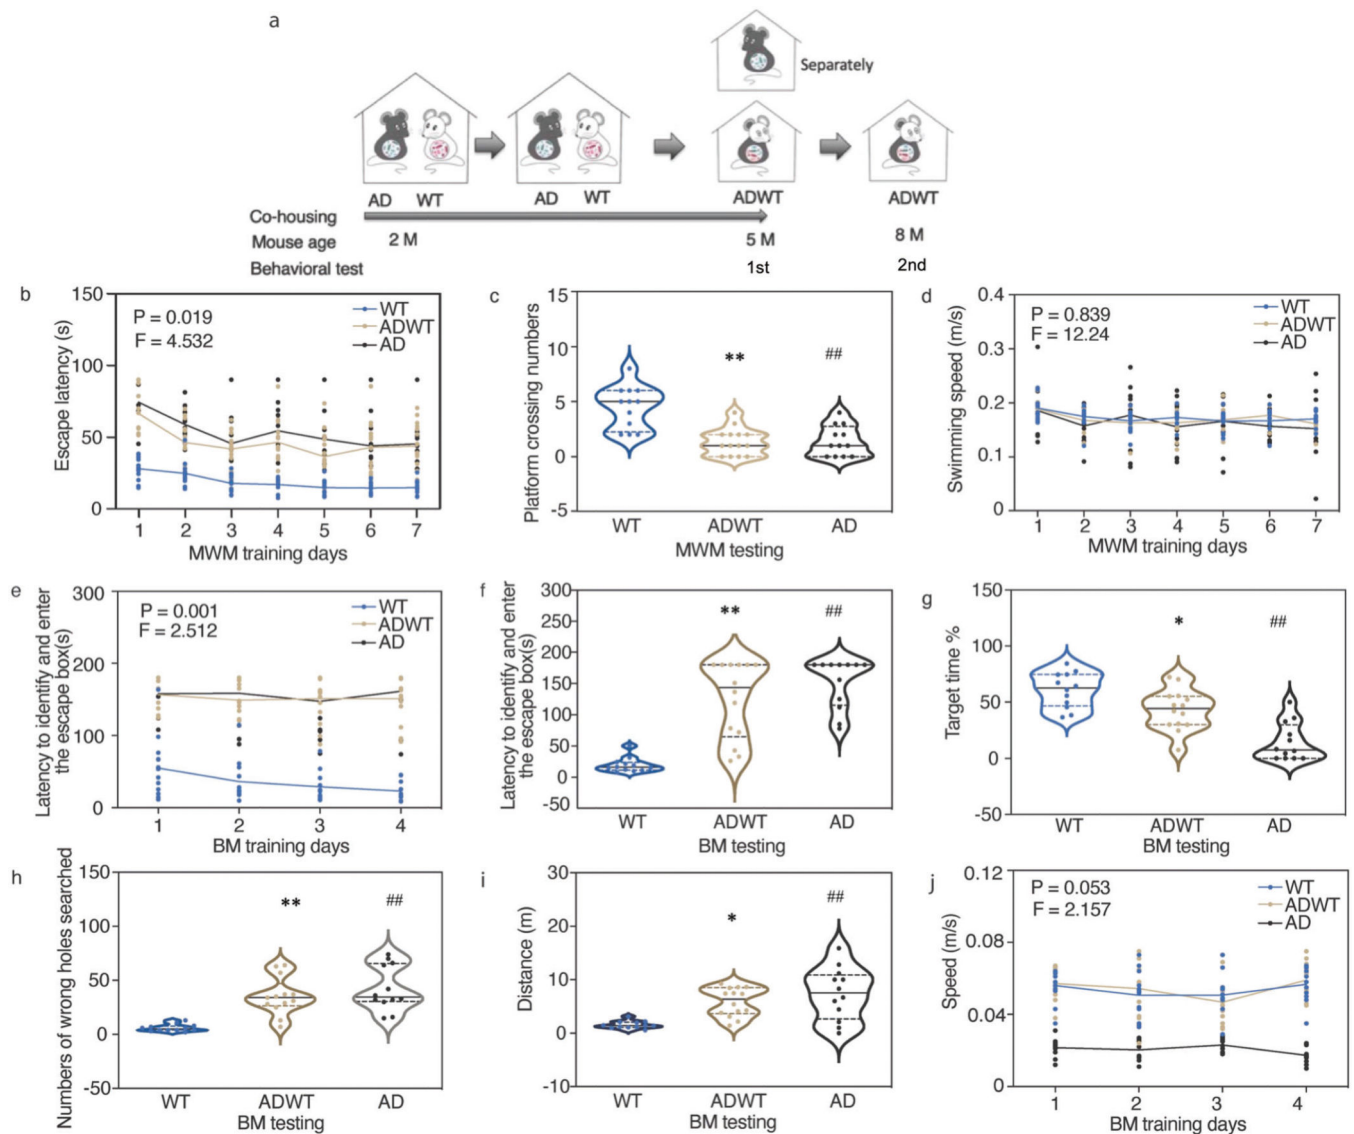 a
Separately
AD WT
AD WT
ADWT
ADWT
Co-housing
Mouse age 2 M 5 M 8 M
Behavioral test 1st 2nd
b
Escape latency (s)
150
100
50
0
P = 0.019
F = 4.532
WT
ADWT
AD
1 2 3 4 5 6 7
MWM training days
c
Platform crossing numbers
15
10
5
0
-5
**
##
WT ADWT AD
MWM testing
d
Swimming speed (m/s)
0.4
0.3
0.2
0.1
0
P = 0.839
F = 12.24
WT
ADWT
AD
1 2 3 4 5 6 7
MWM training days
e
Latency to identify and enter
the escape box(s)
300
200
100
0
P = 0.001
F = 2.512
WT
ADWT
AD
1 2 3 4
BM training days
f
Latency to identify and enter
the escape box(s)
300
200
150
100
50
0
-50
**
##
WT ADWT AD
BM testing
g
Target time %
150
100
50
0
-50
*
##
WT ADWT AD
BM testing
h
Numbers of wrong holes searched
150
100
50
0
-50
**
##
WT ADWT AD
BM testing
i
Distance (m)
30
20
10
0
-10
*
##
WT ADWT AD
BM testing
j
Speed (m/s)
0.12
0.08
0.04
0
P = 0.053
F = 2.157
WT
ADWT
AD
1 2 3 4
BM training days